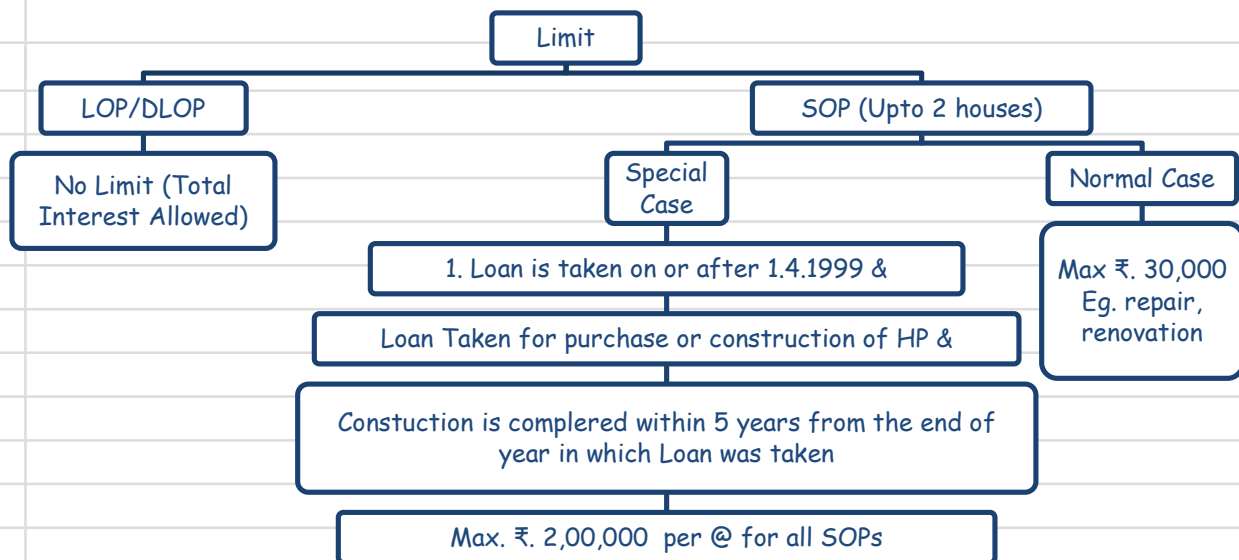 Limit
LOP/DLOP
No Limit (Total
Interest Allowed)
SOP (Upto 2 houses)
Special
Case
1. Loan is taken on or after 1.4.1999 &
Loan Taken for purchase or construction of HP &
Constuction is complered within 5 years from the end of
year in which Loan was taken
Max. ₹. 2,00,000 per @ for all SOPs
Normal Case
Max ₹. 30,000
Eg. repair,
renovation